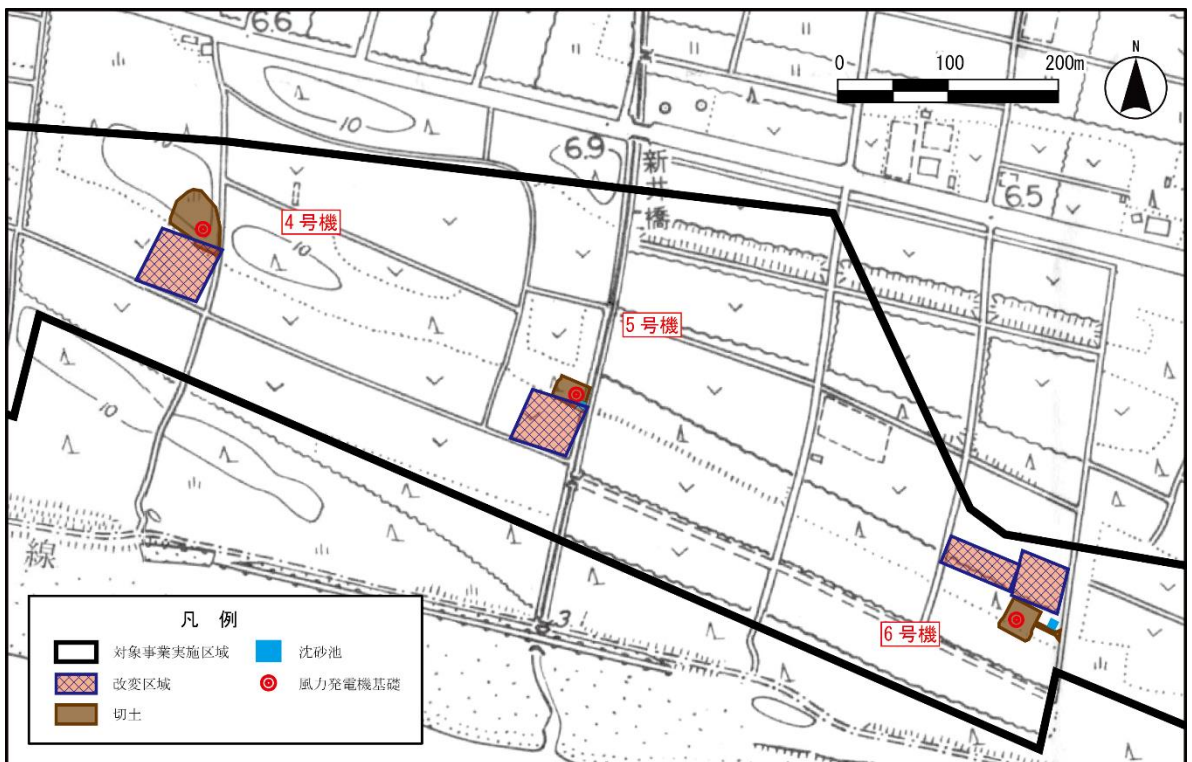 6.6
0 100 200m
N
10
6.9
新井橋
6.5
10
4号機
10
5号機
10
6号機
線
3
凡 例
対象事業実施区域
沈砂池
改変区域
風力発電機基礎
切土